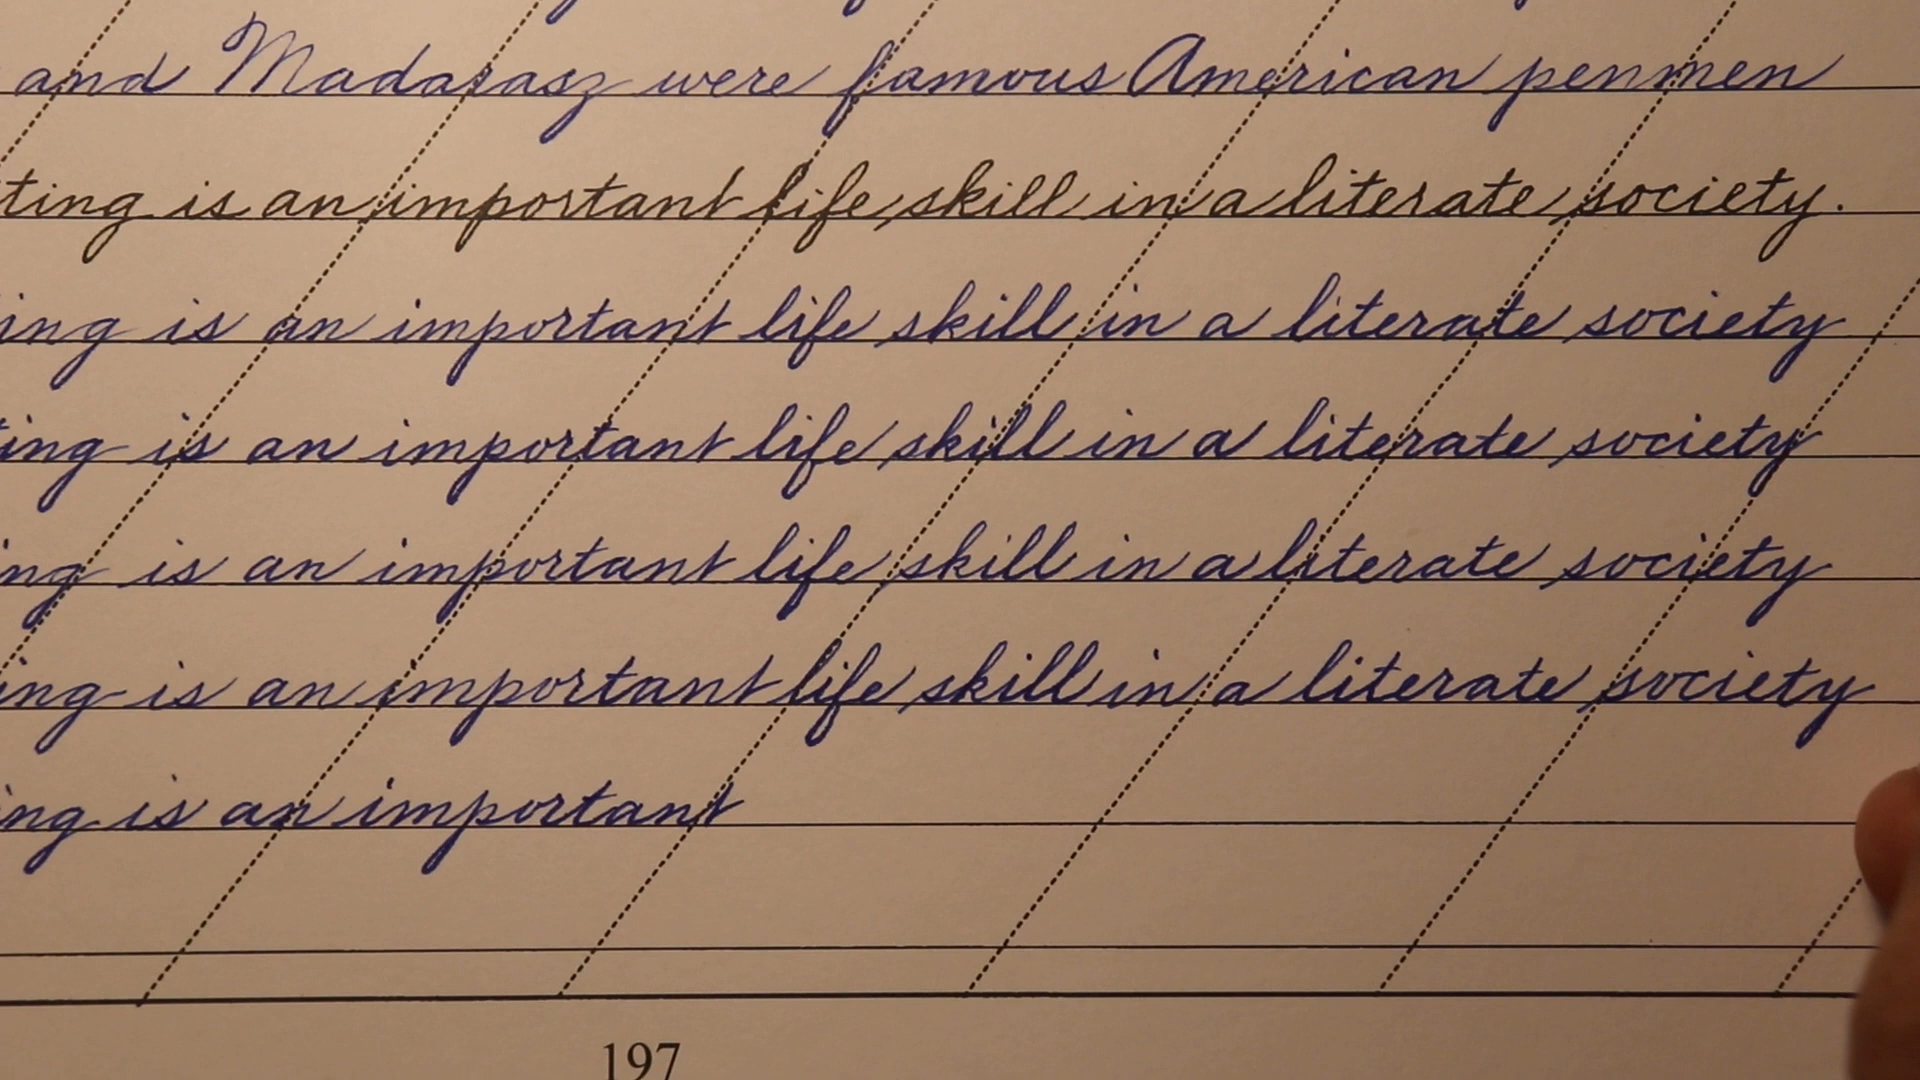 and Madarasz were famous American penmen
ting is an important life skill in a literate society.
ing is an important life skill in a literate society
ting is an important life skill in a literate society
ing is an important life skill in a literate society
ing is an important life skill in a literate society
ing is an important
197